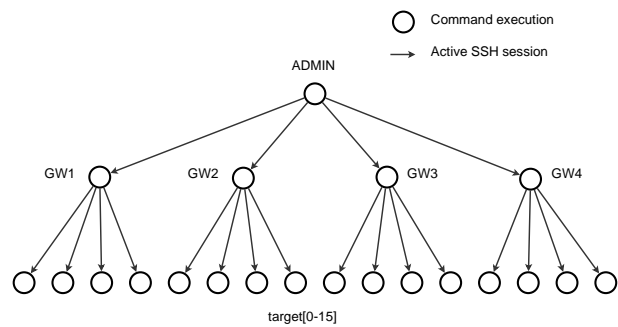 Command execution
Active SSH session
ADMIN
GW1
GW2
GW3
GW4
target[0-15]